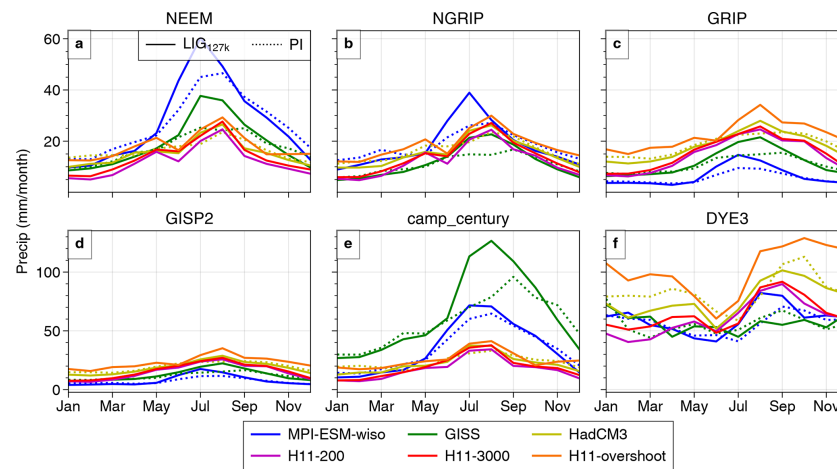 NEEM NGRIP GRIP
a LIG127k PI b c
60
40
20
Precip (mm/month)
GISP2 camp_century DYE3
d e f
100
50
0
Jan Mar May Jul Sep Nov Jan Mar May Jul Sep Nov Jan Mar May Jul Sep Nov
MPI-ESM-wiso GISS HadCM3
H11-200 H11-3000 H11-overshoot